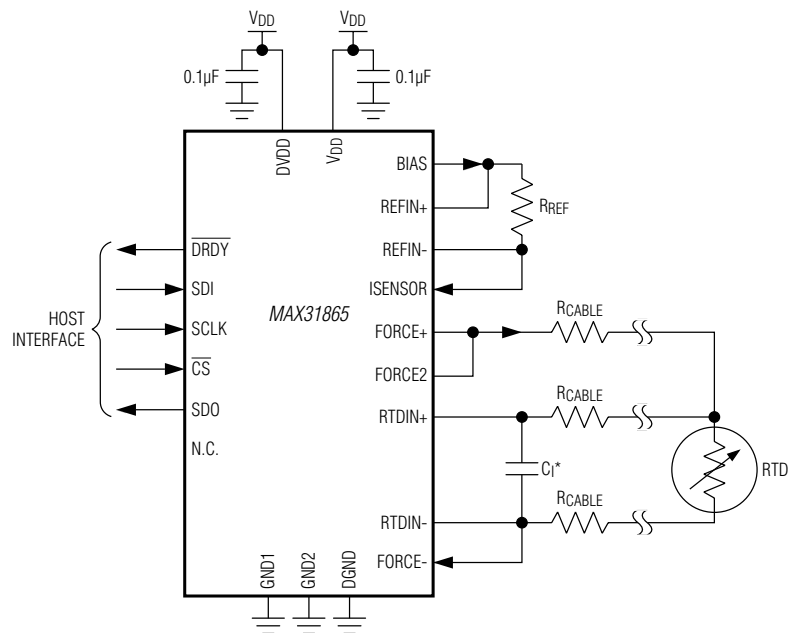 VDD VDD
0.1µF 0.1µF
DVDD
VDD
BIAS
REFIN+
RREF
REFIN-
ISENSOR
DRDY
SDI
SCLK
CS
SDO
N.C.
HOST
INTERFACE
MAX31865
FORCE+
RCABLE
FORCE2
RTDIN+
RCABLE
CI*
RTD
RTDIN-
RCABLE
FORCE-
GND1
GND2
DGND